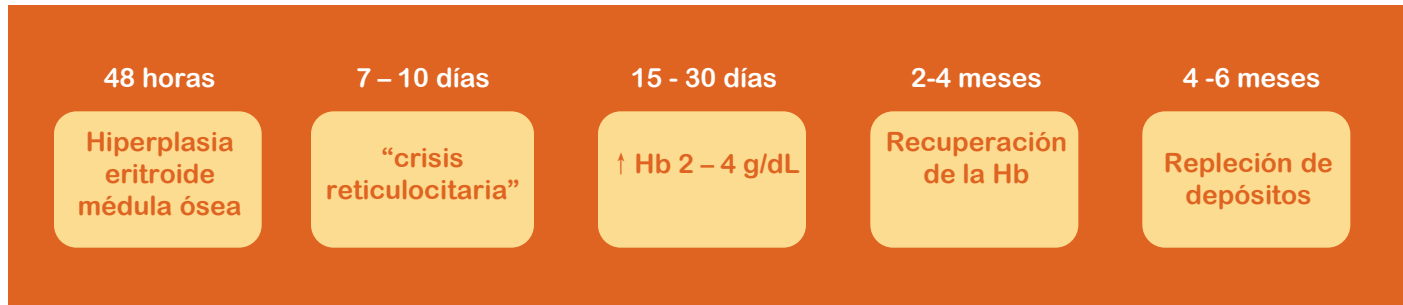 48 horas
7 – 10 días
15 - 30 días
2-4 meses
4 -6 meses
Hiperplasia
eritroide
médula ósea
“crisis
reticulocitaria”
↑ Hb 2 – 4 g/dL
Recuperación
de la Hb
Repleción de
depósitos